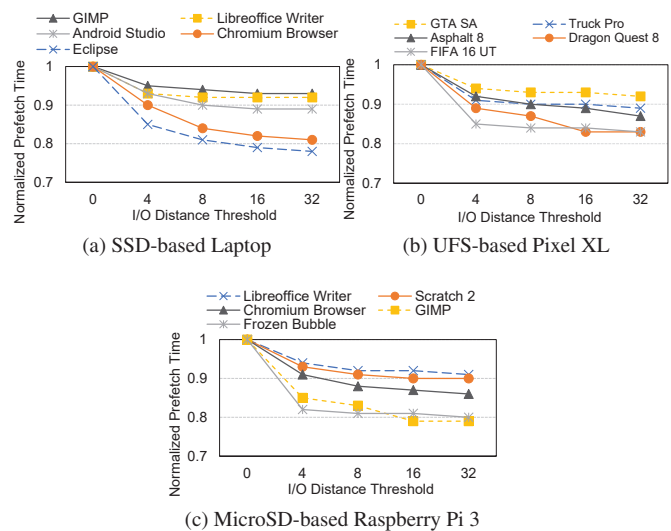 GIMP Libreoffice Writer
Android Studio Chromium Browser
Eclipse
Normalized Prefetch Time
1
0.9
0.8
0.7
0 4 8 16 32
I/O Distance Threshold
(a) SSD-based Laptop
GTA SA Truck Pro
Asphalt 8 Dragon Quest 8
FIFA 16 UT
Normalized Prefetch Time
1
0.9
0.8
0.7
0 4 8 16 32
I/O Distance Threshold
(b) UFS-based Pixel XL
Libreoffice Writer Scratch 2
Chromium Browser GIMP
Frozen Bubble
Normalized Prefetch Time
1
0.9
0.8
0.7
0 4 8 16 32
I/O Distance Threshold
(c) MicroSD-based Raspberry Pi 3